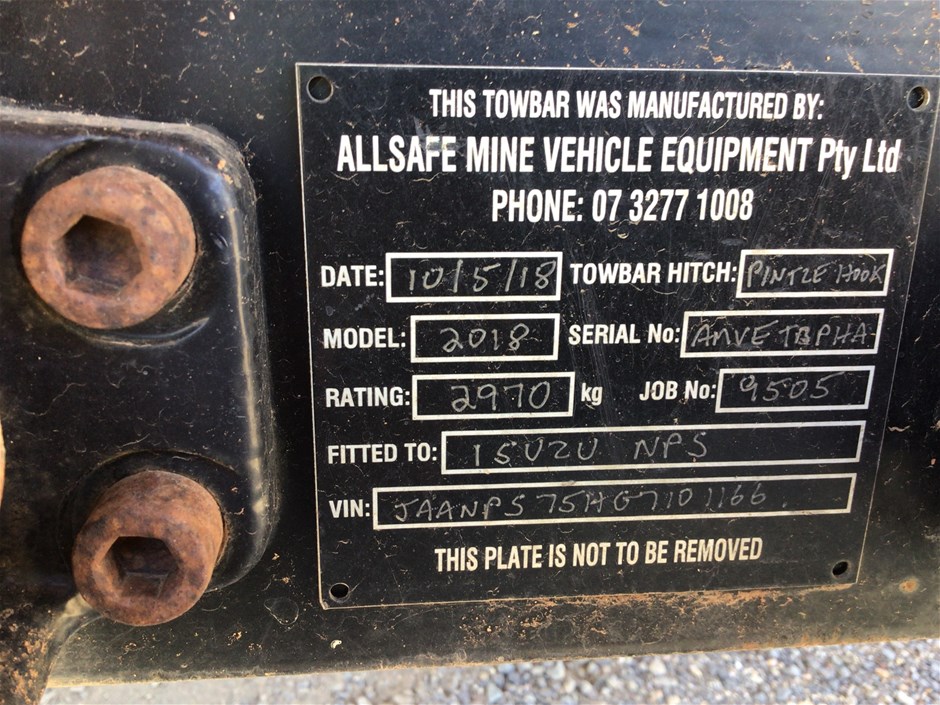 THIS TOWBAR WAS MANUFACTURED BY:
ALLSAFE MINE VEHICLE EQUIPMENT Pty Ltd
PHONE: 07 3277 1008
DATE: 10/5/18 TOWBAR HITCH: PINTLE HOOK
MODEL: 2018 SERIAL No: AMVETBPHA
RATING: 2970 kg JOB No: 9505
FITTED TO: ISUZU NPS
VIN: JAANPS75HG7101166
THIS PLATE IS NOT TO BE REMOVED